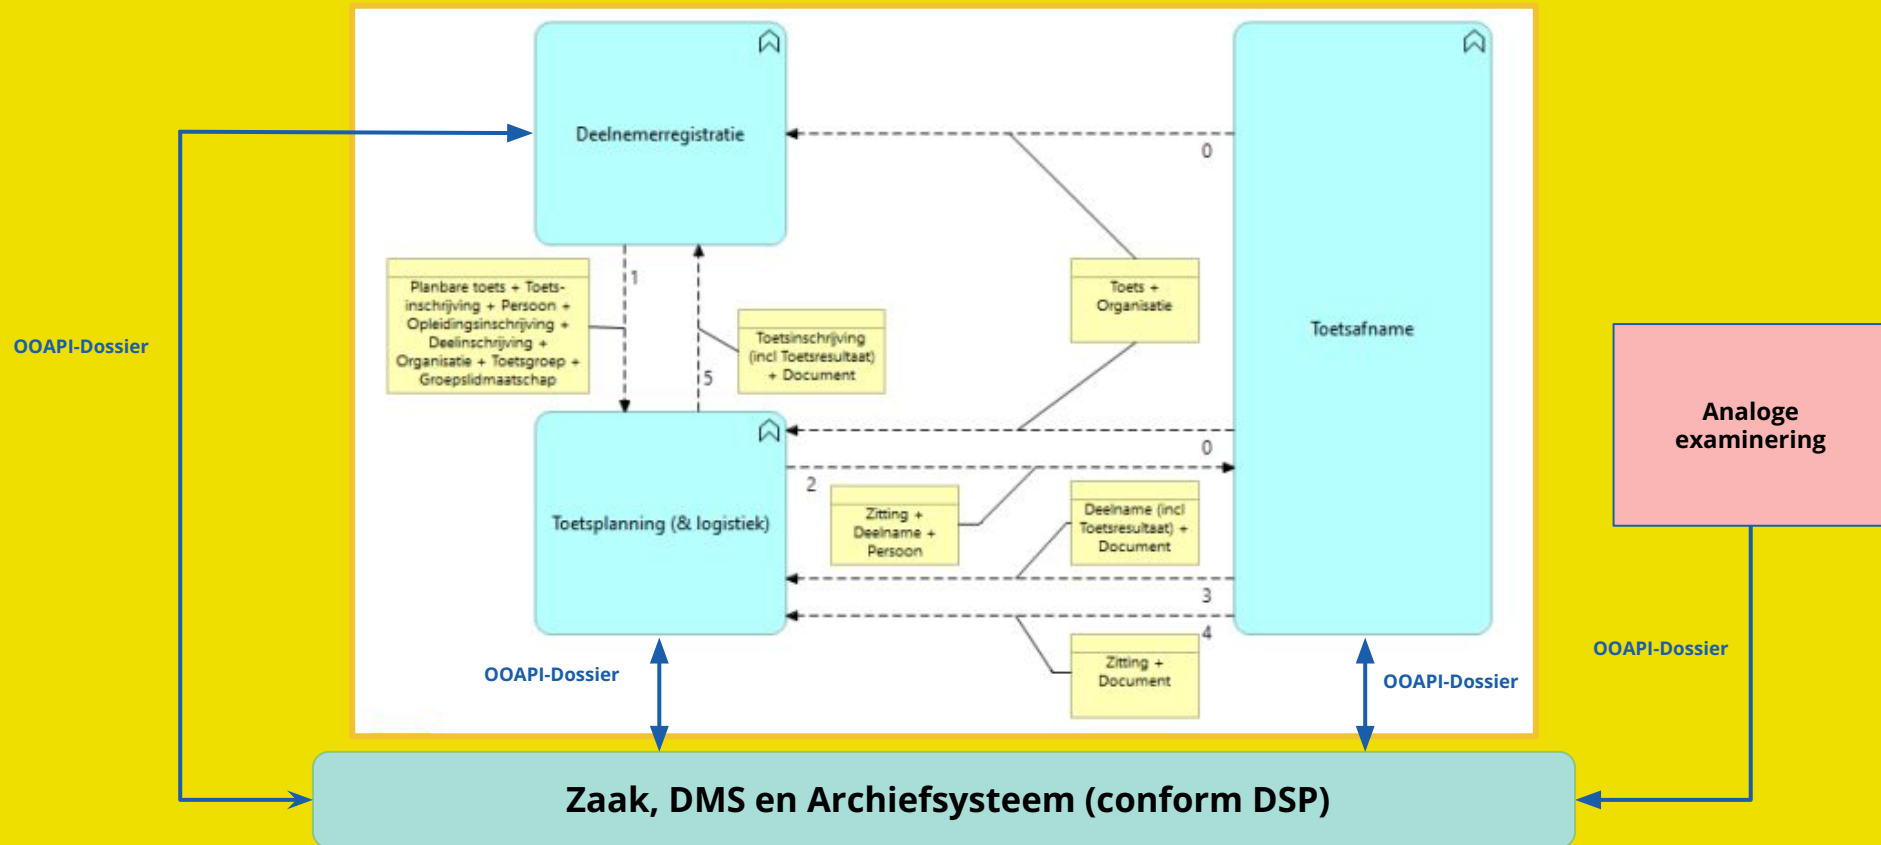 Deelnemerregistratie
0
1
Planbare toets + Toets-
inschrijving + Persoon +
Opleidingsinschrijving +
Deelinschrijving +
Organisatie + Toetsgroep +
Groepslidmaatschap
Toetsinschrijving
(incl Toetsresultaat)
+ Document
5
Toets +
Organisatie
Toetsafname
OOAPI-Dossier
Analoge
examinering
0
2
Toetsplanning (& logistiek)
Zitting +
Deelname +
Persoon
Deelname (incl
Toetsresultaat) +
Document
3
4
Zitting +
Document
OOAPI-Dossier
OOAPI-Dossier
OOAPI-Dossier
Zaak, DMS en Archiefsysteem (conform DSP)